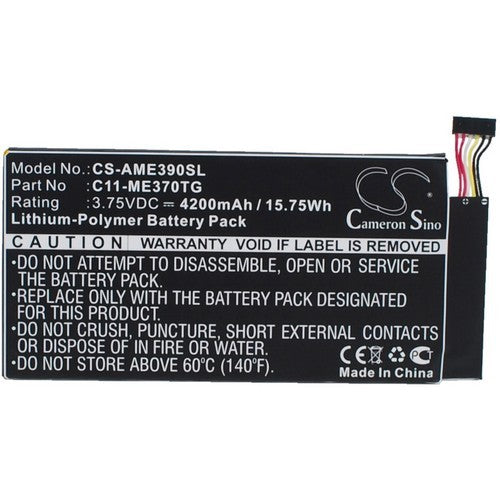 Model No.: CS-AME390SL
Part No.: C11-ME370TG
Rating : 3.75VDC ⎓ 4200mAh / 15.75Wh
Lithium-Polymer Battery Pack
CS
Cameron Sino
CAUTION: WARRANTY VOID IF LABEL IS REMOVED
•DO NOT ATTEMPT TO DISASSEMBLE, OPEN OR SERVICE
BATTERY PACK.
•REPLACE ONLY WITH BATTERY PACK DESIGNATED FOR
YOUR PRODUCT.
•DO NOT CRUSH, PUNCTURE, SHORT EXTERNAL
CONTACTS OR DISPOSE OF IN FIRE OR WATER.
•DO NOT STORE ABOVE 60°C (140°F).
CE
Made In China